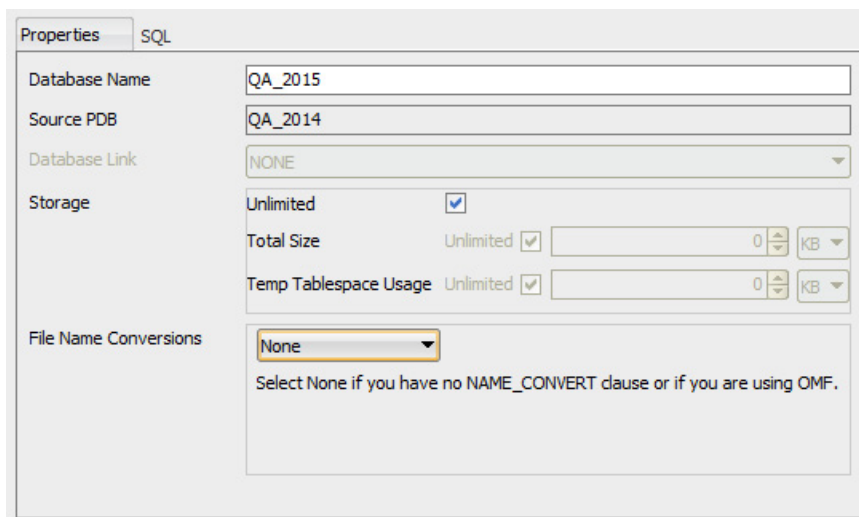 Properties SQL
Database Name QA_2015
Source PDB QA_2014
Database Link NONE
Storage Unlimited
Total Size Unlimited 0 KB
Temp Tablespace Usage Unlimited 0 KB
File Name Conversions None
Select None if you have no NAME_CONVERT clause or if you are using OMF.